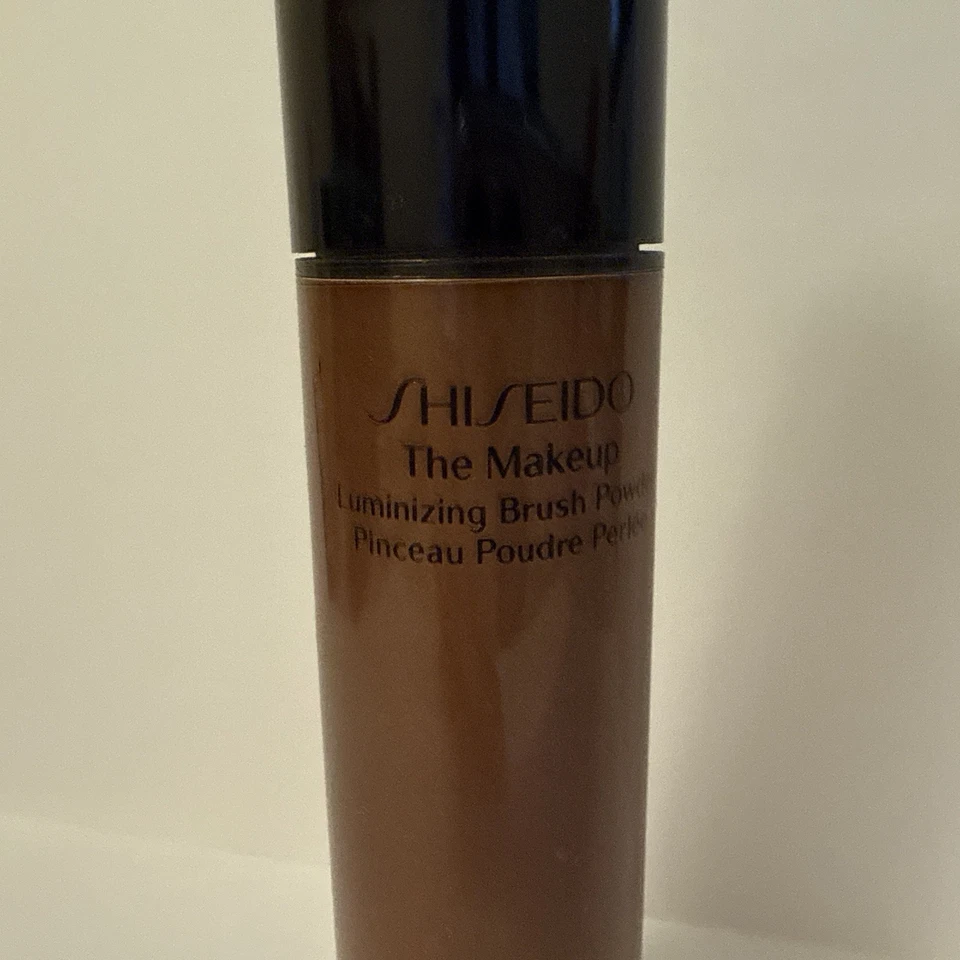 SHISEIDO
The Makeup
Luminizing Brush
Pinceau Poudre